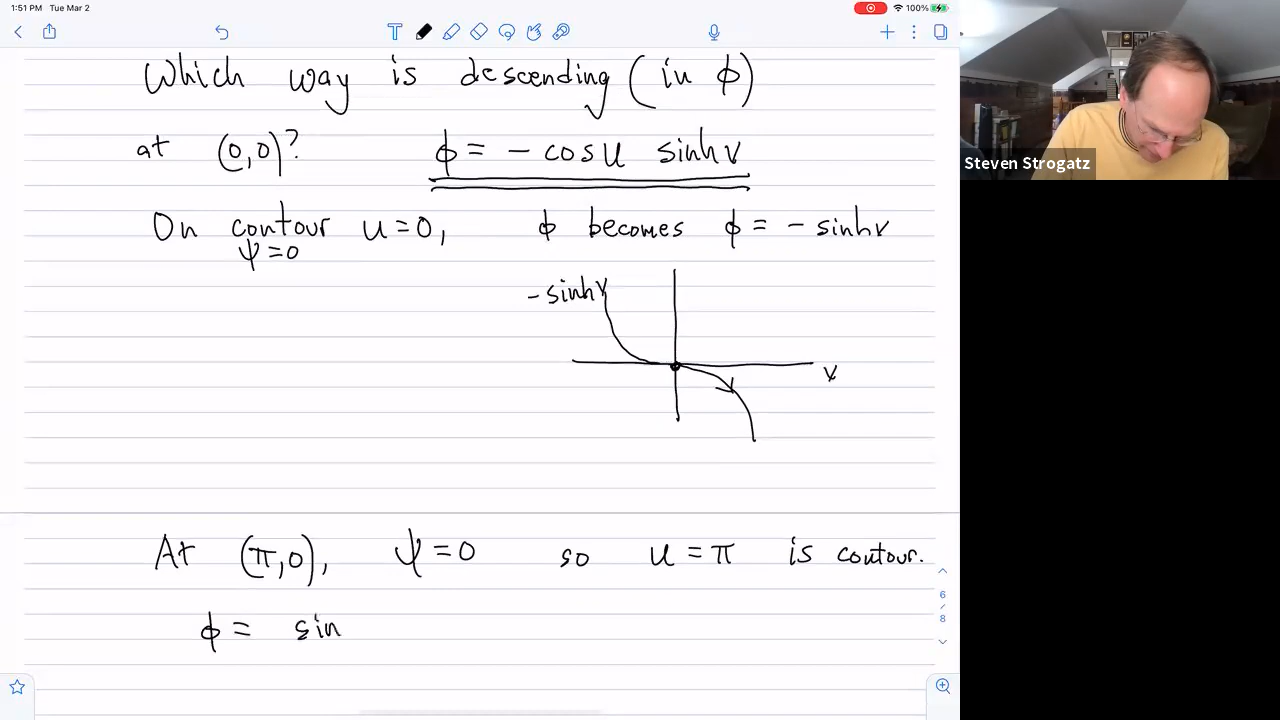 1:51 PM Tue Mar 2
100%
Which way is descending (in ϕ)
at (0,0)? ϕ = - cos u sinh v
On contour u = 0, ϕ becomes ϕ = - sinh v
ψ = 0
- sinh v
v
At (π,0), ψ = 0 so u = π is contour.
ϕ = sin
6
/
8
Steven Strogatz